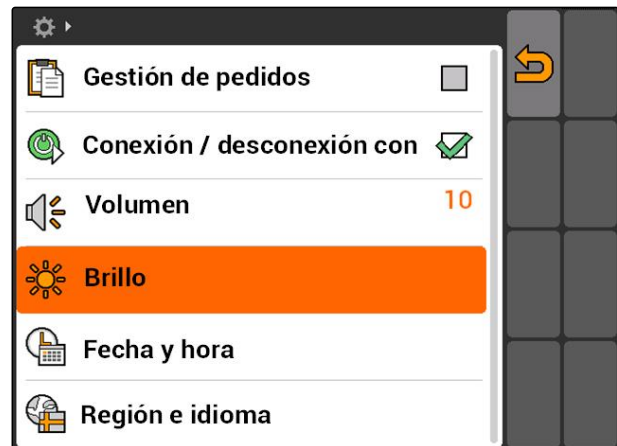 Gestión de pedidos
Conexión / desconexión con
Volumen 10
Brillo
Fecha y hora
Región e idioma